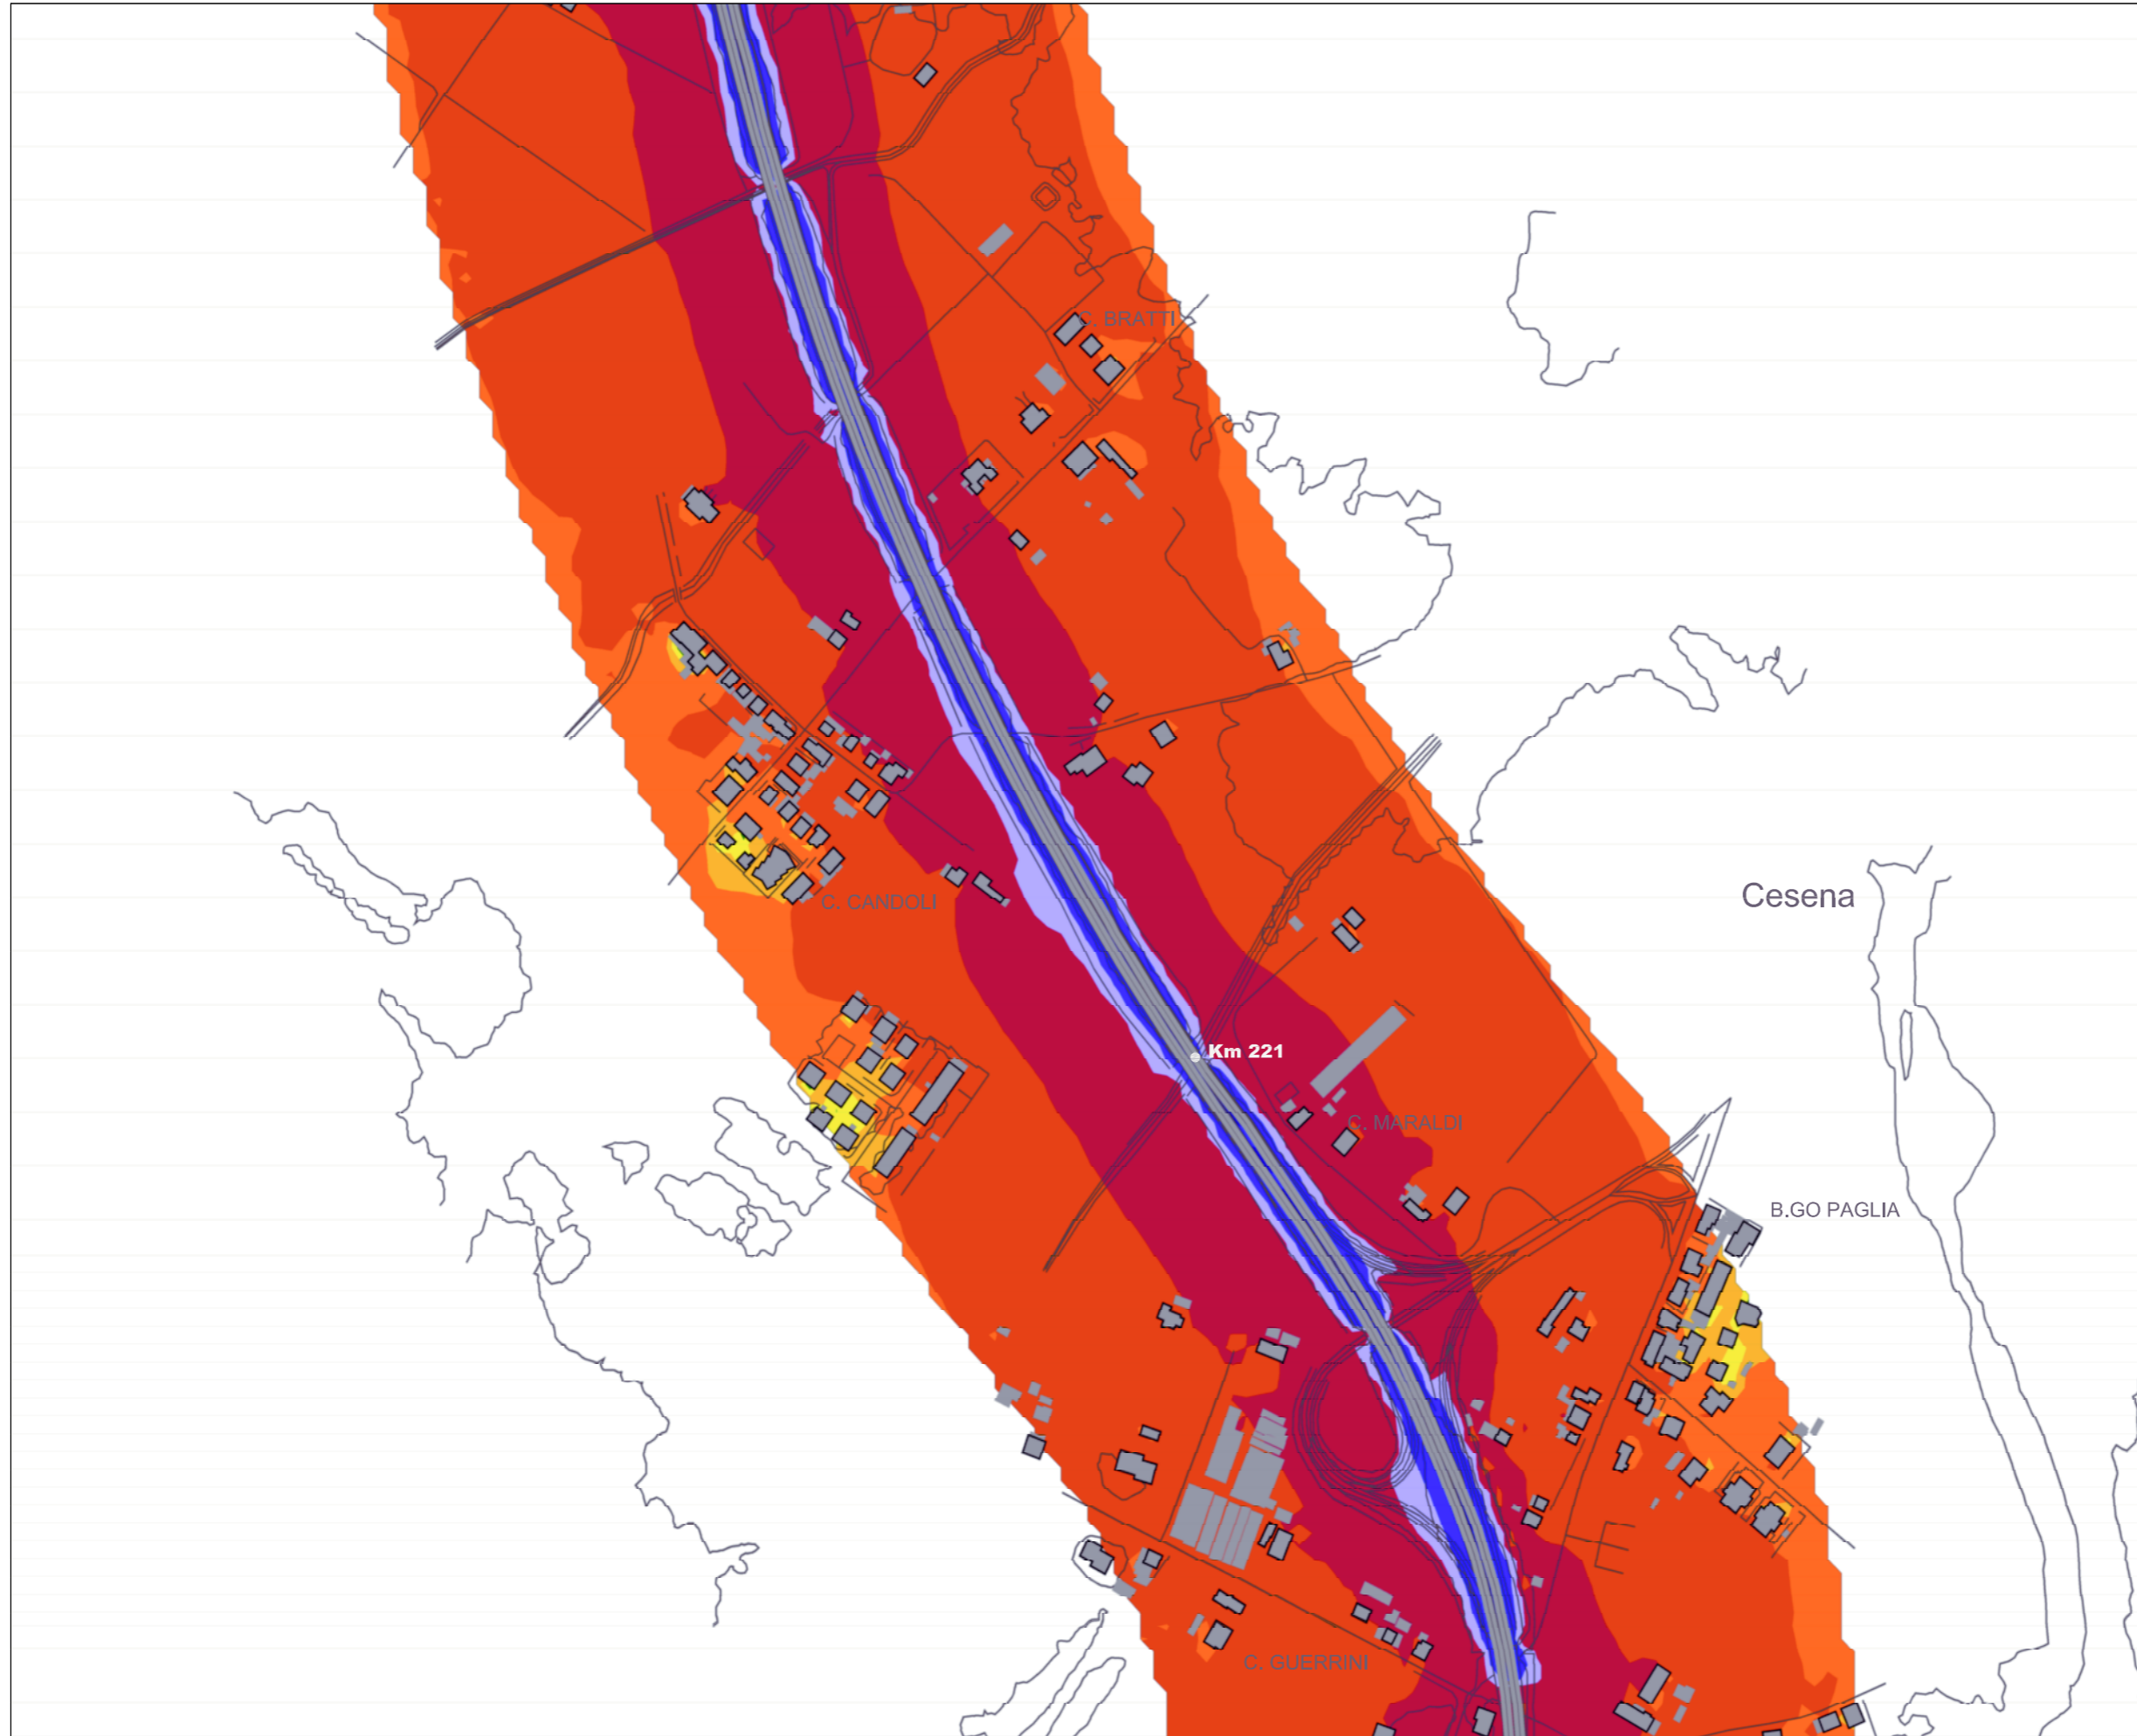 C. BRATTI
Cesena
C. CANDOLI
Km 221
C. MARALDI
B.GO PAGLIA
C. GUERRINI